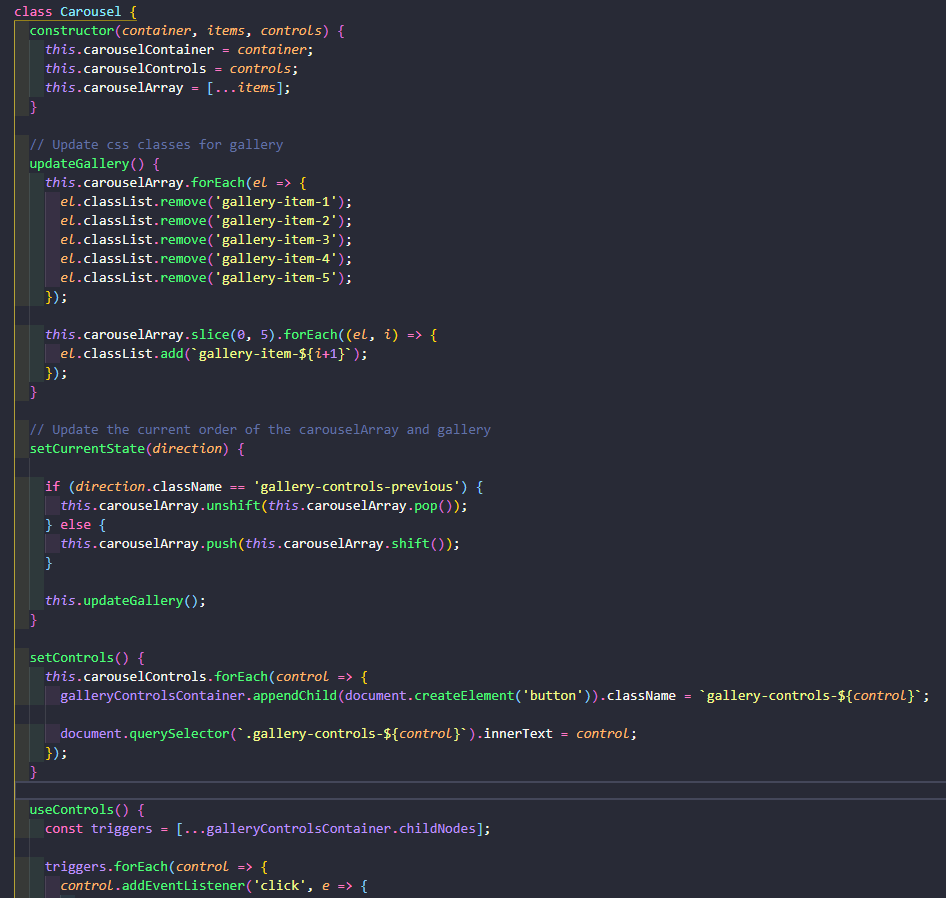 class Carousel {
  constructor(container, items, controls) {
    this.carouselContainer = container;
    this.carouselControls = controls;
    this.carouselArray = [...items];
  }

  // Update css classes for gallery
  updateGallery() {
    this.carouselArray.forEach(el => {
      el.classList.remove('gallery-item-1');
      el.classList.remove('gallery-item-2');
      el.classList.remove('gallery-item-3');
      el.classList.remove('gallery-item-4');
      el.classList.remove('gallery-item-5');
    });

    this.carouselArray.slice(0, 5).forEach((el, i) => {
      el.classList.add(`gallery-item-${i+1}`);
    });
  }

  // Update the current order of the carouselArray and gallery
  setCurrentState(direction) {

    if (direction.className == 'gallery-controls-previous') {
      this.carouselArray.unshift(this.carouselArray.pop());
    } else {
      this.carouselArray.push(this.carouselArray.shift());
    }

    this.updateGallery();
  }

  setControls() {
    this.carouselControls.forEach(control => {
      galleryControlsContainer.appendChild(document.createElement('button')).className = `gallery-controls-${control}`;

      document.querySelector(`.gallery-controls-${control}`).innerText = control;
    });
  }

  useControls() {
    const triggers = [...galleryControlsContainer.childNodes];

    triggers.forEach(control => {
      control.addEventListener('click', e => {